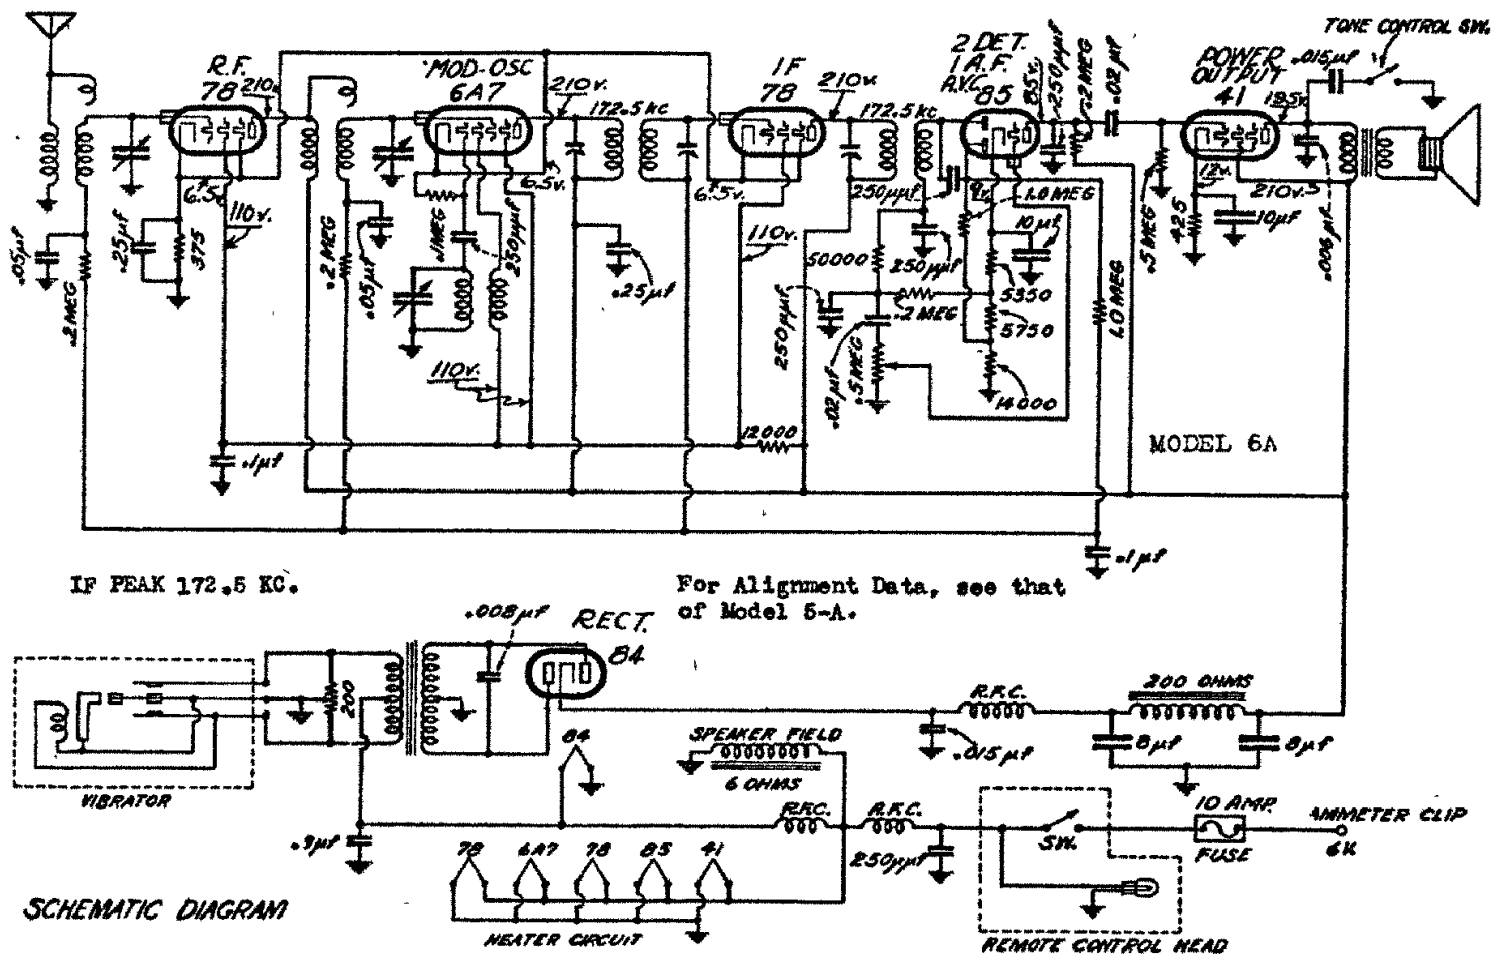 TONE CONTROL SW.
R.F.
78
210v.
MOD-OSC
6A7
210v.
172.5 KC
IF
78
210v.
172.5 KC
2 DET.
1 A.F.
A.V.C.
85
85v.
250μμf
.2 MEG
.02 μf
POWER
OUTPUT
41
195v.
.015μf
6.5v.
110v.
.25μf
375
.05μf
.2 MEG
.2 MEG
.05μf
.1MEG
250μμf
6.5v.
.25μf
110v.
6.5v.
110v.
50000
250μμf
9v.
1.0 MEG
10μf
250μμf
250μμf
.2 MEG
5350
5750
14000
.02μf
.5MEG
1.0 MEG
.5 MEG
12v.
425
10μf
210v.
.006μf
12000
.1μf
MODEL 6A
.1μf
IF PEAK 172.5 KC.
For Alignment Data, see that
of Model 5-A.
.008μf
RECT.
84
200
VIBRATOR
84
SPEAKER FIELD
6 OHMS
R.F.C.
.015μf
200 OHMS
8μf
8μf
R.F.C.
R.F.C.
250μμf
SW.
10 AMP.
FUSE
AMMETER CLIP
6V.
78
6A7
78
85
41
HEATER CIRCUIT
REMOTE CONTROL HEAD
SCHEMATIC DIAGRAM